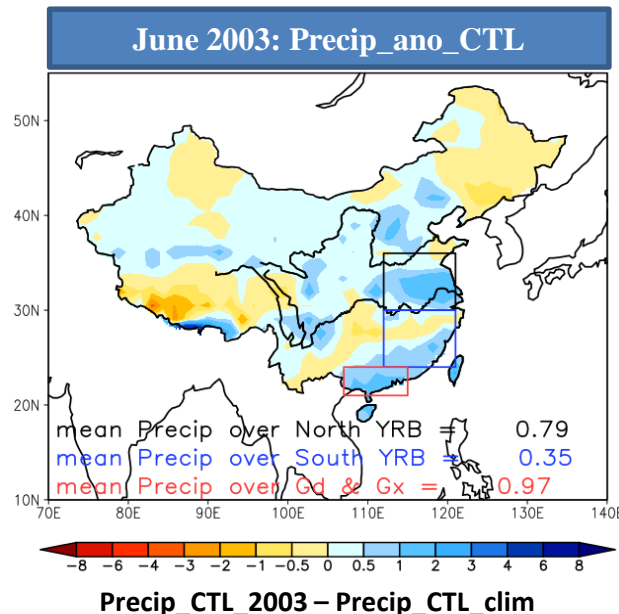 June 2003: Precip_ano_CTL
50N
40N
30N
20N
10N
mean Precip over North YRB = 0.79
mean Precip over South YRB = 0.35
mean Precip over Gd & Gx = 0.97
70E 80E 90E 100E 110E 120E 130E 140E
-8 -6 -4 -3 -2 -1 -0.5 0 0.5 1 2 3 4 6 8
Precip_CTL_2003 – Precip_CTL_clim